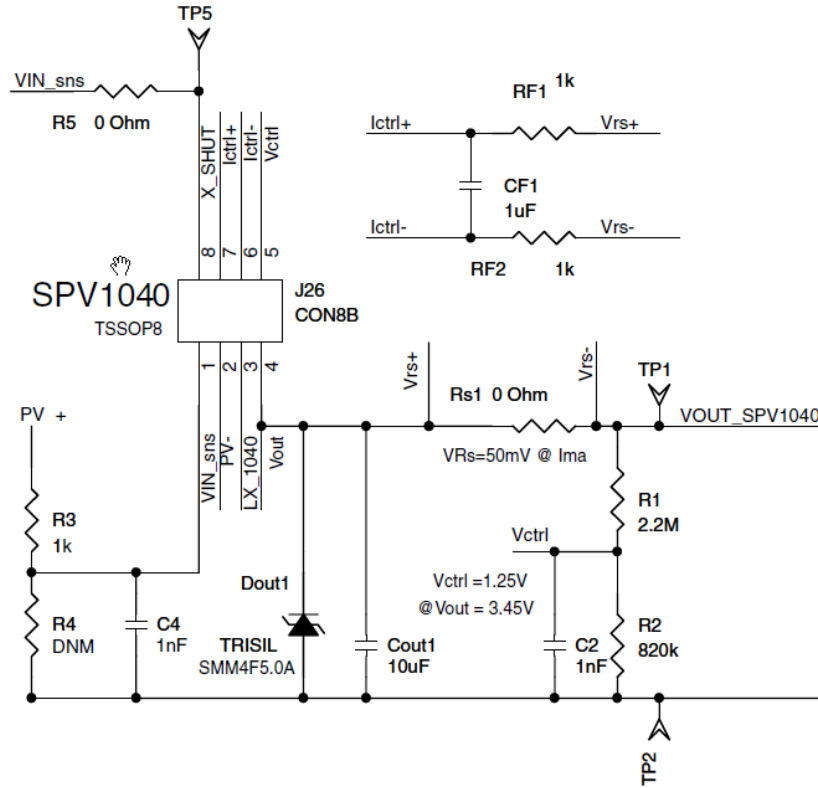 TP5
VIN_sns
R5 0 Ohm
X_SHUT
Ictrl+
Ictrl-
Vctrl
8
7
6
5
RF1 1k
Ictrl+
Vrs+
CF1
1uF
Ictrl-
Vrs-
RF2 1k
SPV1040
TSSOP8
J26
CON8B
1
2
3
4
VIN_sns
PV-
LX_1040
Vout
Vrs+
Vrs-
TP1
Rs1 0 Ohm
VOUT_SPV1040
VRs=50mV @ Ima
PV +
R3
1k
R1
2.2M
Vctrl
Vctrl =1.25V
@Vout = 3.45V
Dout1
R4
DNM
C4
1nF
TRISIL
SMM4F5.0A
Cout1
10uF
C2
1nF
R2
820k
TP2